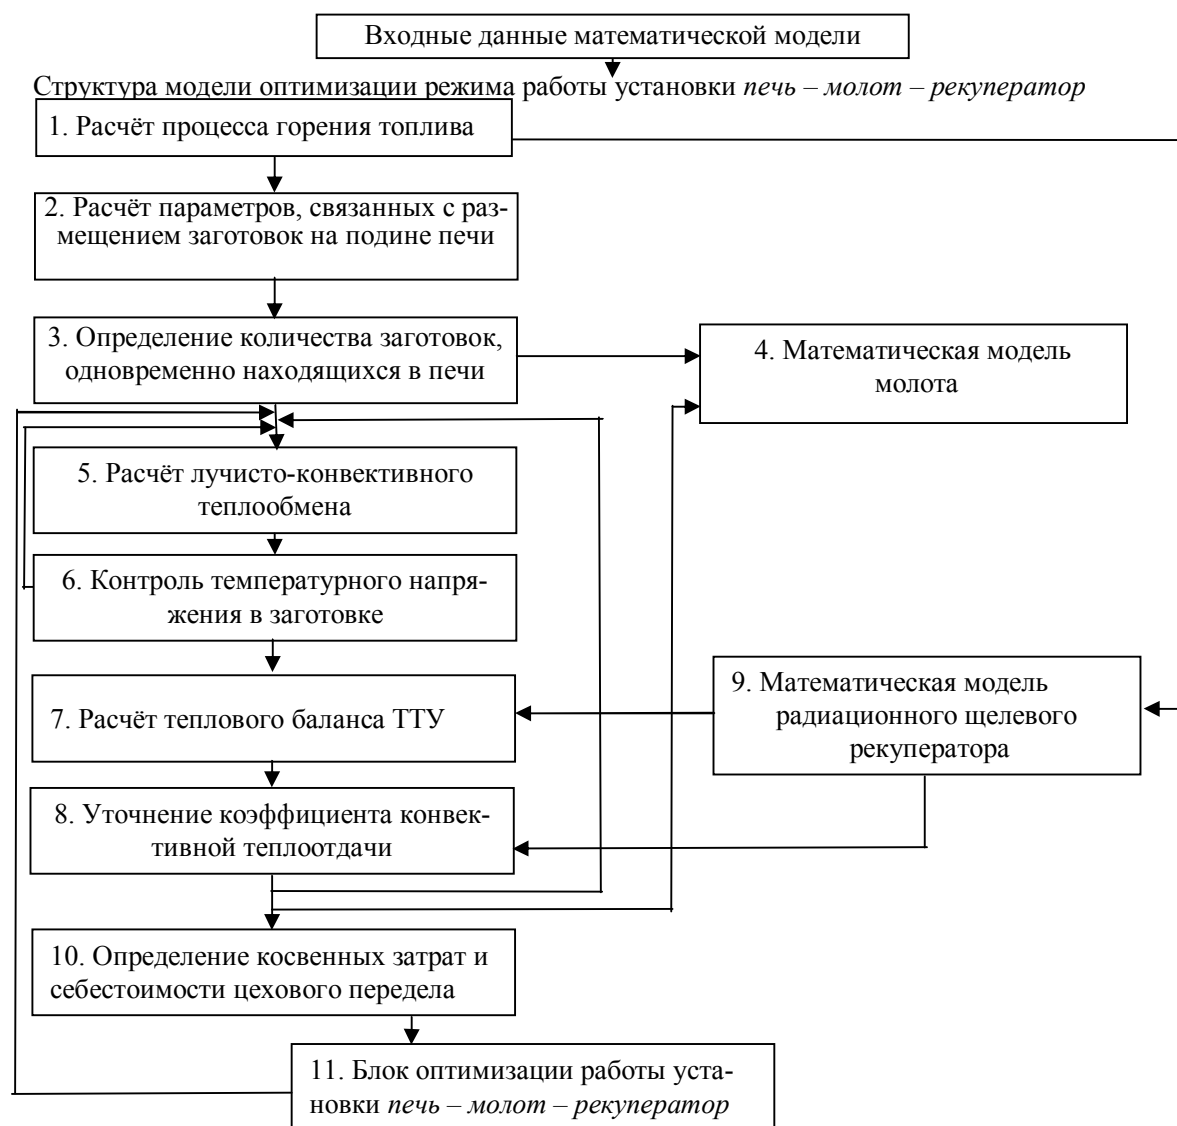 Входные данные математической модели
Структура модели оптимизации режима работы установки печь – молот – рекуператор
1. Расчёт процесса горения топлива
2. Расчёт параметров, связанных с раз-
мещением заготовок на подине печи
3. Определение количества заготовок,
одновременно находящихся в печи
4. Математическая модель
молота
5. Расчёт лучисто-конвективного
теплообмена
6. Контроль температурного напря-
жения в заготовке
7. Расчёт теплового баланса ТТУ
9. Математическая модель
радиационного щелевого
рекуператора
8. Уточнение коэффициента конвек-
тивной теплоотдачи
10. Определение косвенных затрат и
себестоимости цехового передела
11. Блок оптимизации работы уста-
новки печь – молот – рекуператор